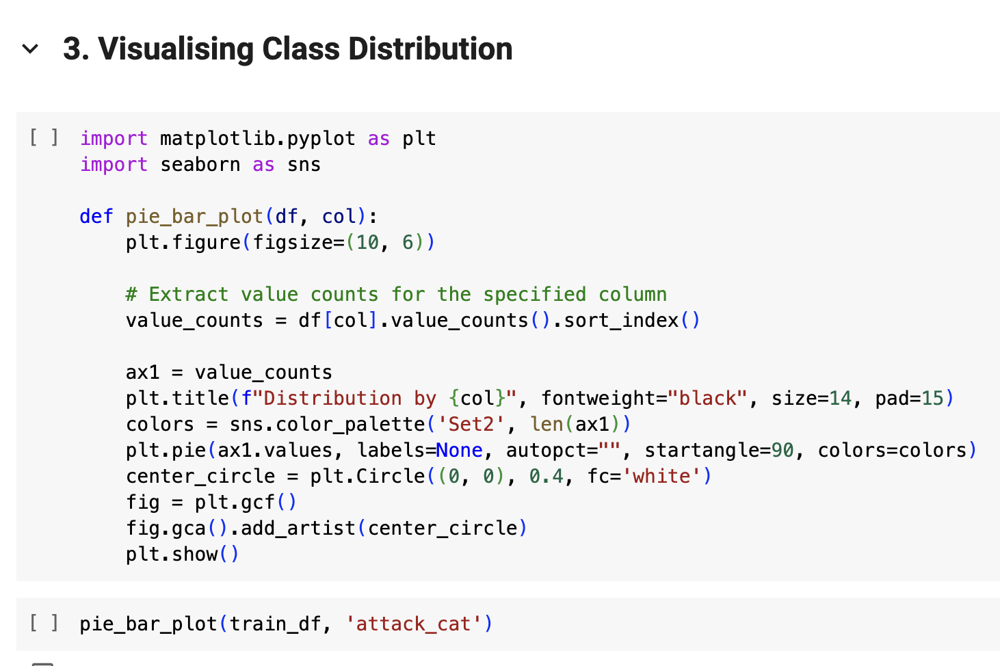 3. Visualising Class Distribution
[ ] import matplotlib.pyplot as plt
import seaborn as sns
def pie_bar_plot(df, col):
    plt.figure(figsize=(10, 6))
    # Extract value counts for the specified column
    value_counts = df[col].value_counts().sort_index()
    ax1 = value_counts
    plt.title(f"Distribution by {col}", fontweight="black", size=14, pad=15)
    colors = sns.color_palette('Set2', len(ax1))
    plt.pie(ax1.values, labels=None, autopct="", startangle=90, colors=colors)
    center_circle = plt.Circle((0, 0), 0.4, fc='white')
    fig = plt.gcf()
    fig.gca().add_artist(center_circle)
    plt.show()
[ ] pie_bar_plot(train_df, 'attack_cat')